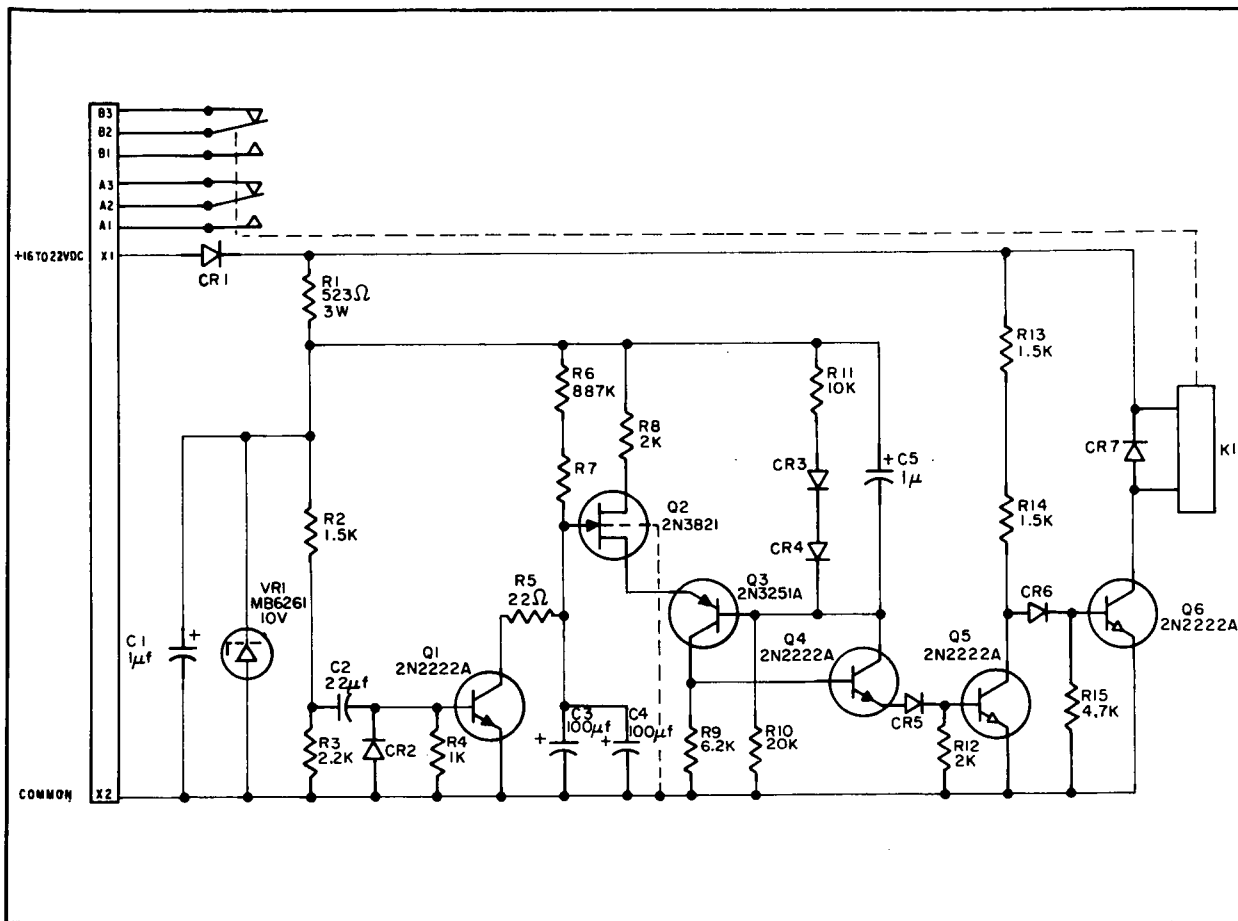 B3
B2
B1
A3
A2
A1
+16 TO 22VDC
X1
CR1
R1
523Ω
3W
R13
1.5K
R6
887K
R11
10K
R8
2K
CR7
K1
C5
+
1µ
CR3
R7
Q2
2N3821
R2
1.5K
R14
1.5K
CR4
R5
22Ω
Q3
2N3251A
CR6
VR1
MB6261
10V
Q4
2N2222A
Q5
2N2222A
Q6
2N2222A
C1
+
1µf
C2
22µf
Q1
2N2222A
CR5
R15
4.7K
C3
100µf
+
C4
100µf
+
R3
2.2K
CR2
R4
1K
R9
6.2K
R10
20K
R12
2K
COMMON
X2